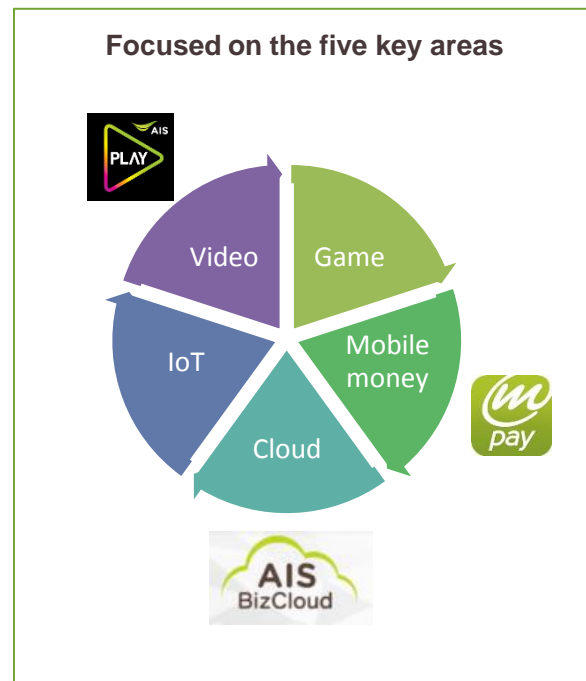 Focused on the five key areas
AIS
PLAY
Video
Game
IoT
Mobile
money
Cloud
m
pay
AIS
BizCloud